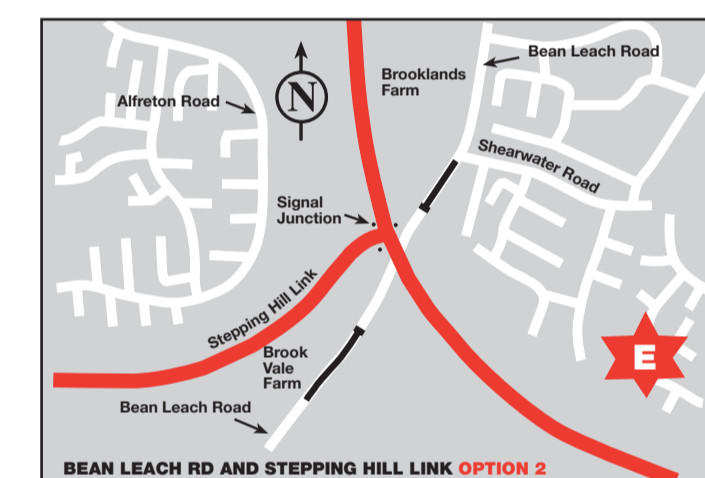 Bean Leach Road
Brooklands
Farm
Alfreton Road
N
Shearwater Road
Signal
Junction
Stepping Hill Link
E
Brook
Vale
Farm
Bean Leach Road
BEAN LEACH RD AND STEPPING HILL LINK OPTION 2